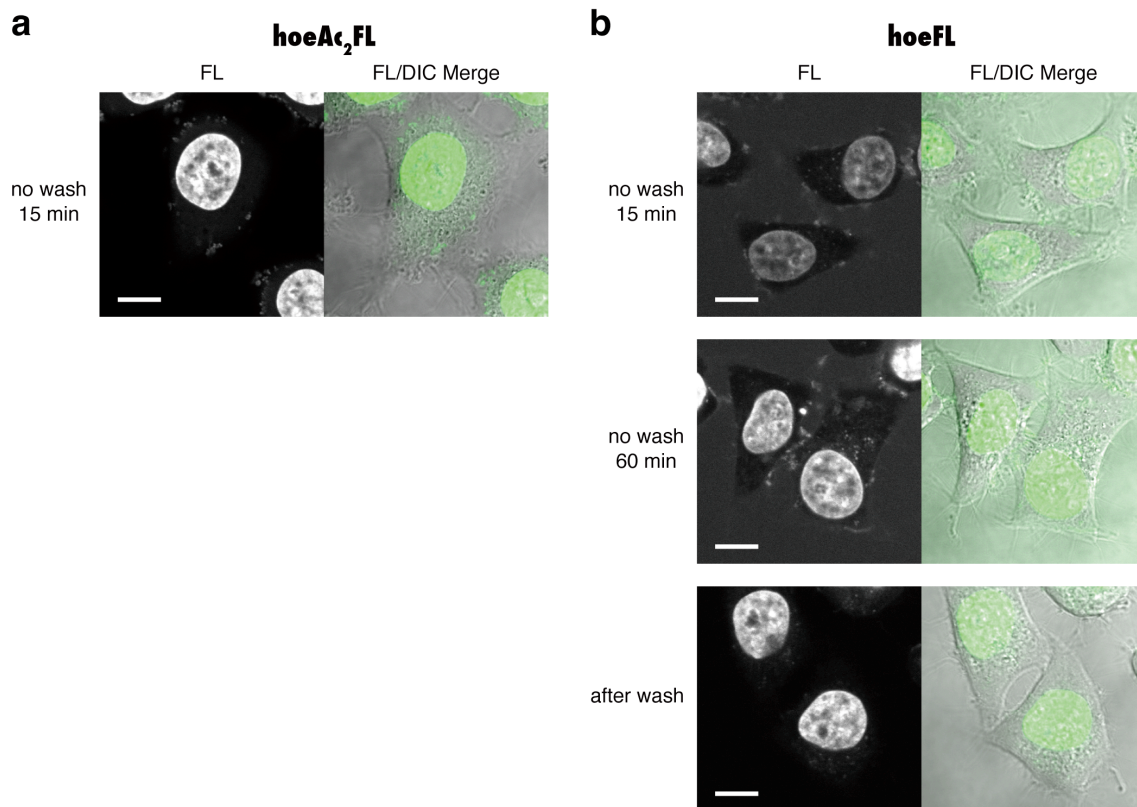 a
hoeAc₂FL
FL
FL/DIC Merge
no wash
15 min
b
hoeFL
FL
FL/DIC Merge
no wash
15 min
no wash
60 min
after wash